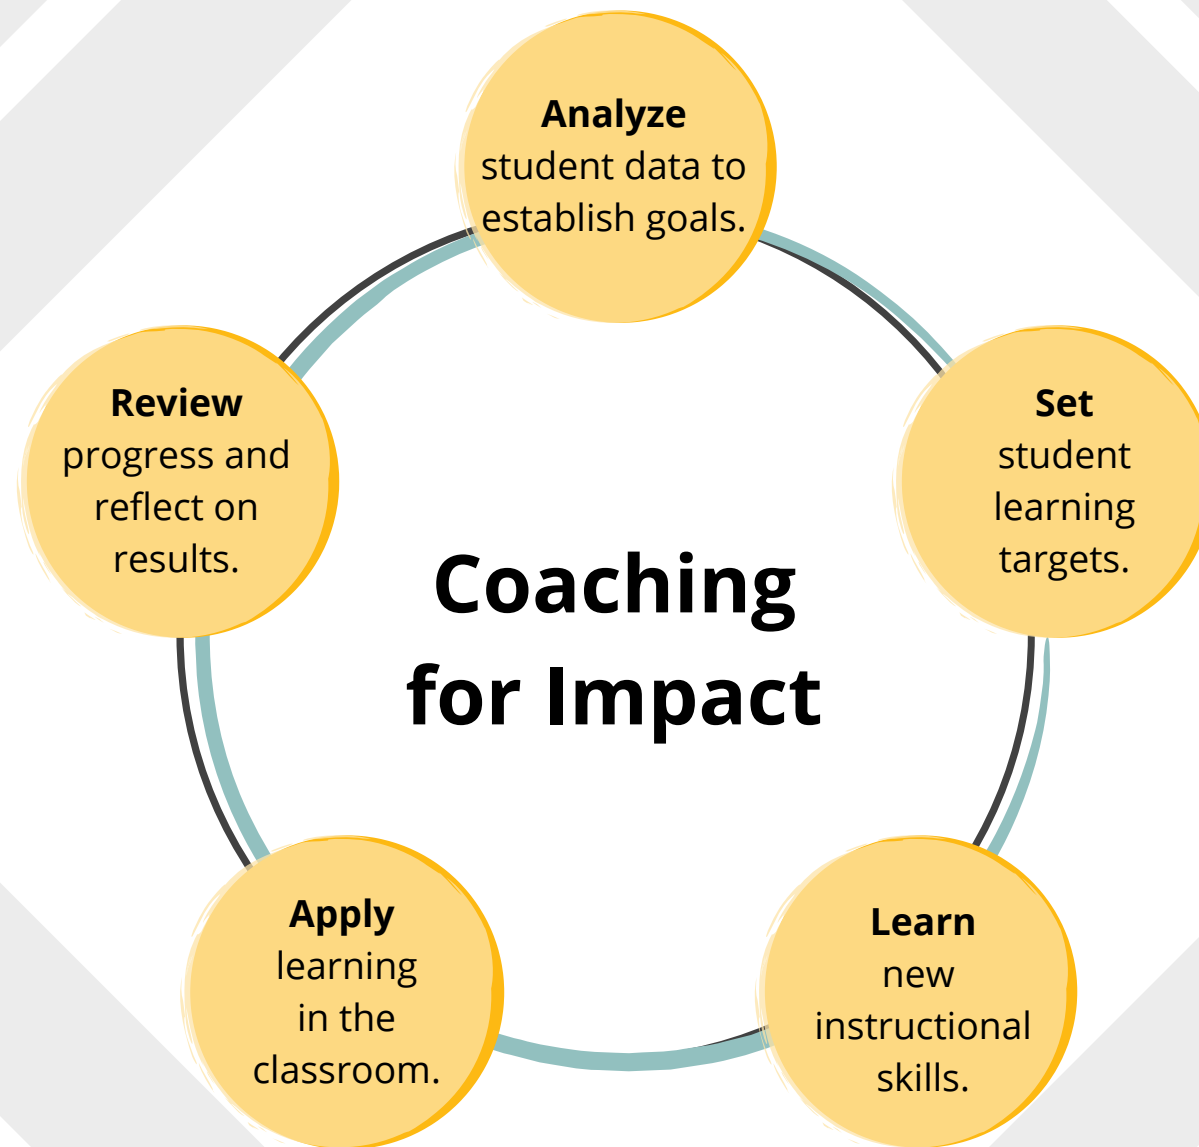 Analyze
student data to
establish goals.
Set
student
learning
targets.
Learn
new
instructional
skills.
Apply
learning
in the
classroom.
Review
progress and
reflect on
results.
Coaching
for Impact